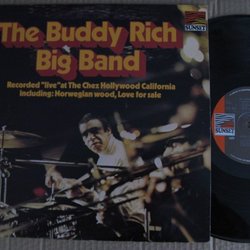 SUNSET
The Buddy Rich
Big Band
Recorded "live" at The Chez Hollywood California
including: Norwegian wood, Love for sale
SUNSET